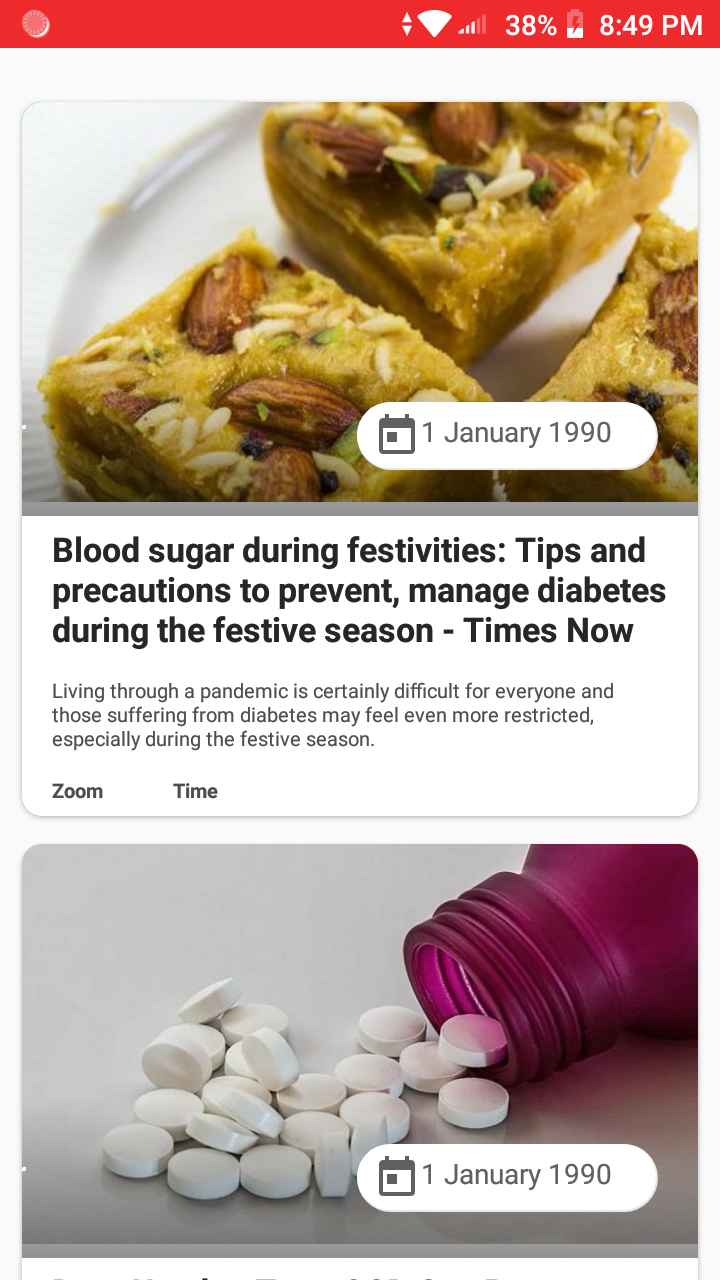 38% 8:49 PM
1 January 1990
Blood sugar during festivities: Tips and
precautions to prevent, manage diabetes
during the festive season - Times Now
Living through a pandemic is certainly difficult for everyone and
those suffering from diabetes may feel even more restricted,
especially during the festive season.
Zoom Time
1 January 1990